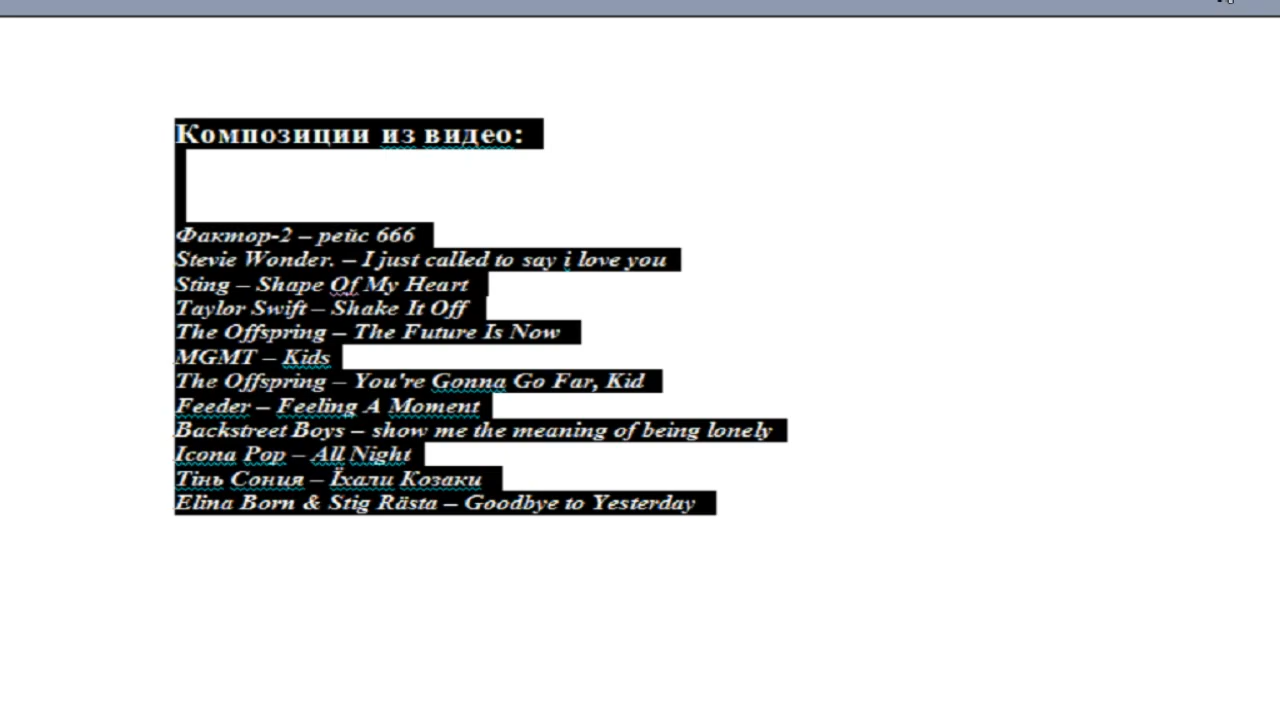 Композиции из видео:
Фактор-2 – рейс 666
Stevie Wonder. – I just called to say i love you
Sting – Shape Of My Heart
Taylor Swift – Shake It Off
The Offspring – The Future Is Now
MGMT – Kids
The Offspring – You're Gonna Go Far, Kid
Feeder – Feeling A Moment
Backstreet Boys – show me the meaning of being lonely
Icona Pop – All Night
Тінь Сонця – Їхали Козаки
Elina Born & Stig Rästa – Goodbye to Yesterday